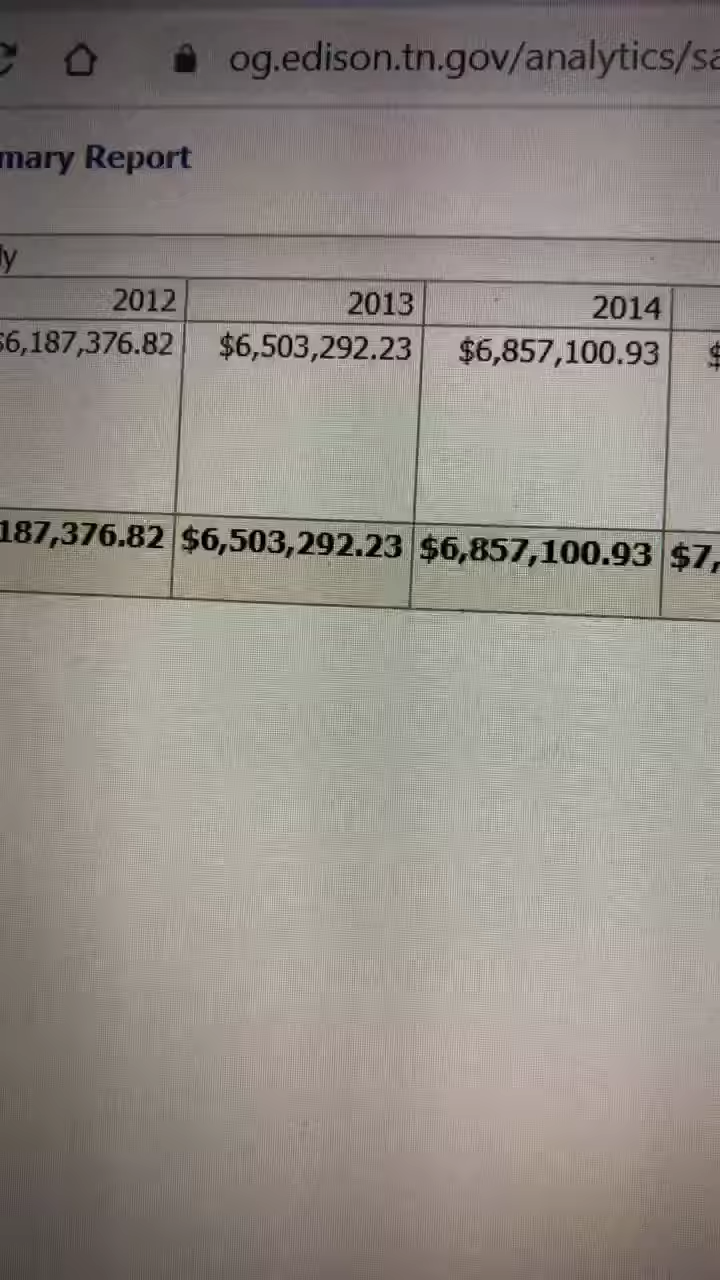 og.edison.tn.gov/analytics/sa
mary Report
ly
2012 2013 2014
$6,187,376.82 $6,503,292.23 $6,857,100.93 $
187,376.82 $6,503,292.23 $6,857,100.93 $7,